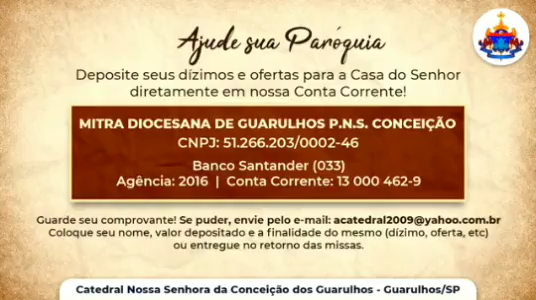 Ajude sua Paróquia
Deposite seus dízimos e ofertas para a Casa do Senhor
diretamente em nossa Conta Corrente!
MITRA DIOCESANA DE GUARULHOS P.N.S. CONCEIÇÃO
CNPJ: 51.266.203/0002-46
Banco Santander (033)
Agência: 2016 | Conta Corrente: 13 000 462-9
Guarde seu comprovante! Se puder, envie pelo e-mail: acatedral2009@yahoo.com.br
Coloque seu nome, valor depositado e a finalidade do mesmo (dízimo, oferta, etc)
ou entregue no retorno das missas.
Catedral Nossa Senhora da Conceição dos Guarulhos - Guarulhos/SP